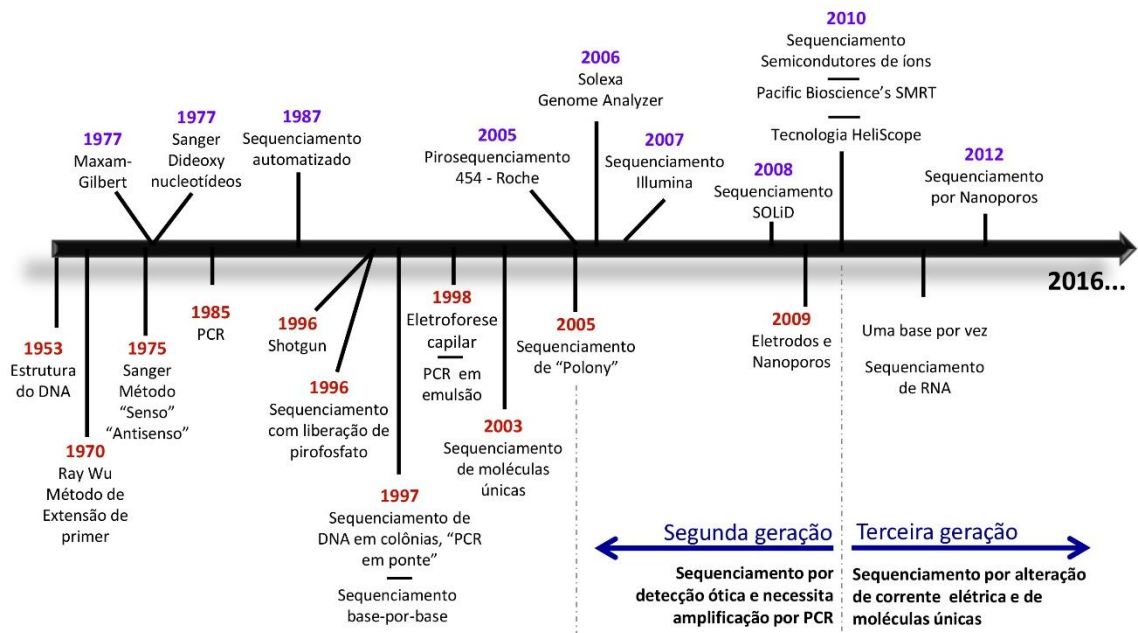 1977
Maxam-
Gilbert
1977
Sanger
Dideoxy
nucleotídeos
1987
Sequenciamento
automatizado
2005
Pirosequenciamento
454 - Roche
2006
Solexa
Genome Analyzer
2007
Sequenciamento
Illumina
2008
Sequenciamento
SOLiD
2010
Sequenciamento
Semicondutores de íons
Pacific Bioscience’s SMRT
Tecnologia HeliScope
2012
Sequenciamento
por Nanoporos
2016...
1953
Estrutura
do DNA
1970
Ray Wu
Método de
Extensão de
primer
1975
Sanger
Método
“Senso”
“Antisenso”
1985
PCR
1996
Shotgun
1996
Sequenciamento
com liberação de
pirofosfato
1997
Sequenciamento de
DNA em colônias, “PCR
em ponte”
Sequenciamento
base-por-base
1998
Eletroforese
capilar
PCR em
emulsão
2003
Sequenciamento
de moléculas
únicas
2005
Sequenciamento
de “Polony”
2009
Eletrodos e
Nanoporos
Uma base por vez
Sequenciamento
de RNA
Segunda geração
Sequenciamento por
detecção ótica e necessita
amplificação por PCR
Terceira geração
Sequenciamento por alteração
de corrente elétrica e de
moléculas únicas